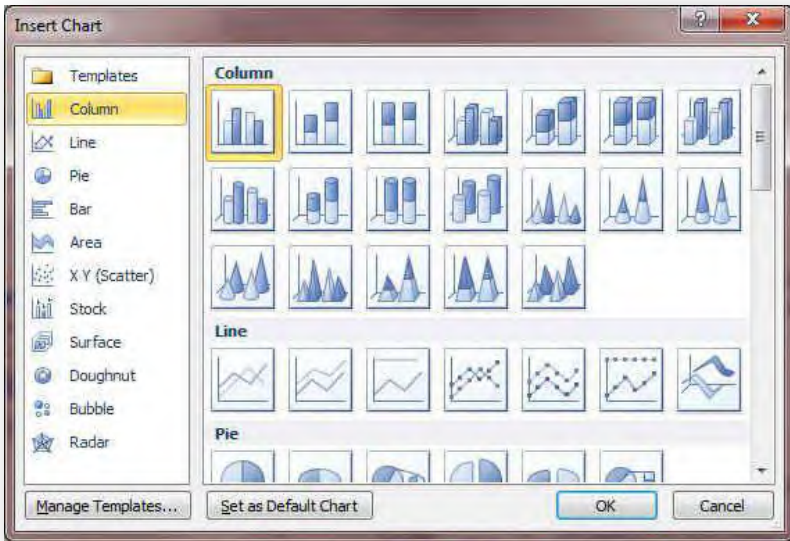 Insert Chart
Templates
Column
Line
Pie
Bar
Area
X Y (Scatter)
Stock
Surface
Doughnut
Bubble
Radar
Column
Line
Pie
Manage Templates...
Set as Default Chart
OK
Cancel